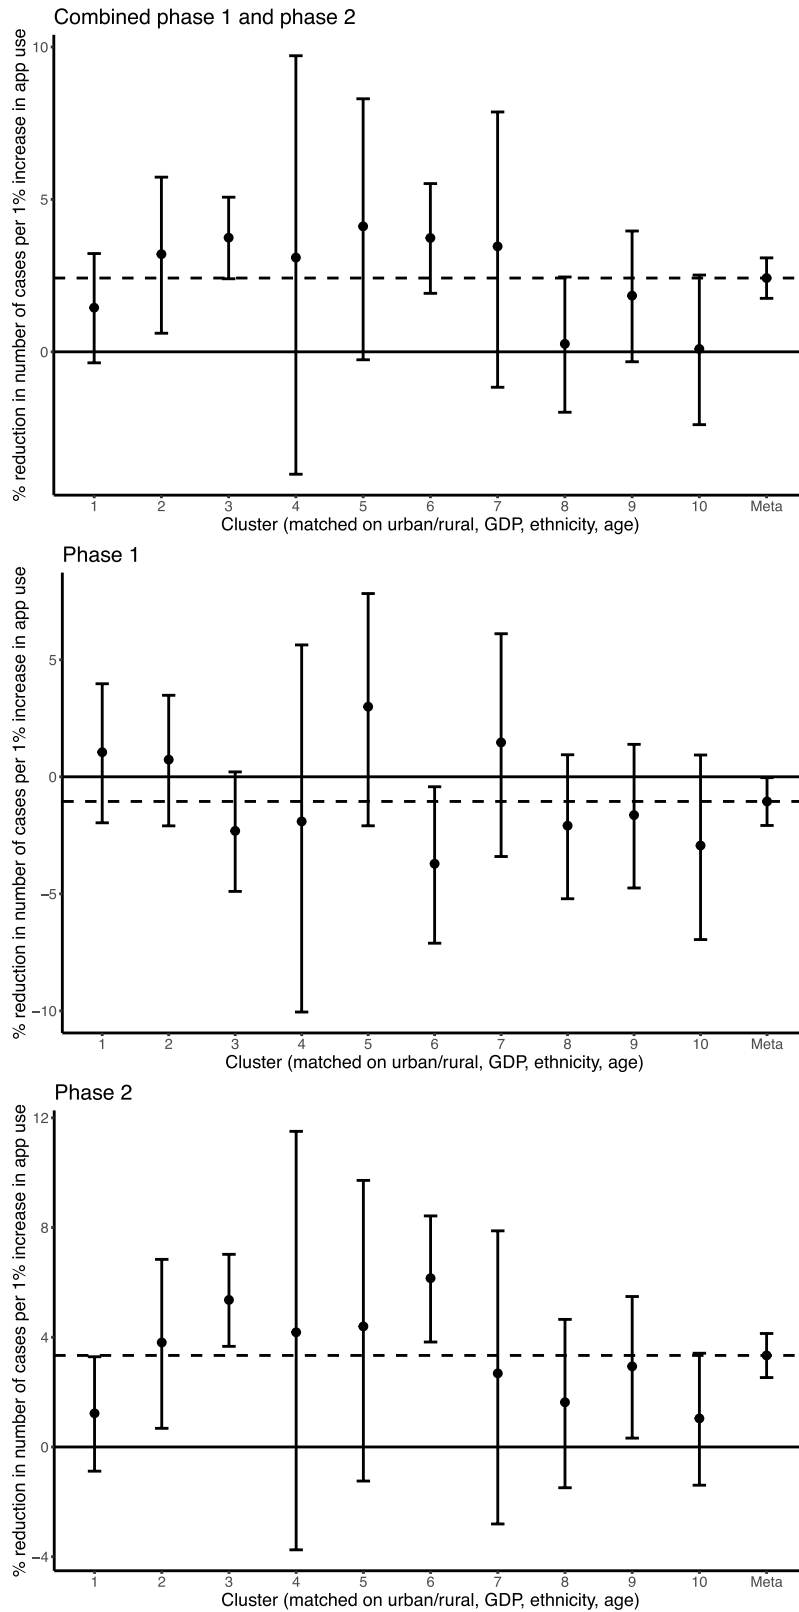 Combined phase 1 and phase 2
% reduction in number of cases per 1% increase in app use
10
5
0
1 2 3 4 5 6 7 8 9 10 Meta
Cluster (matched on urban/rural, GDP, ethnicity, age)
Phase 1
% reduction in number of cases per 1% increase in app use
5
0
−5
−10
1 2 3 4 5 6 7 8 9 10 Meta
Cluster (matched on urban/rural, GDP, ethnicity, age)
Phase 2
% reduction in number of cases per 1% increase in app use
12
8
4
0
−4
1 2 3 4 5 6 7 8 9 10 Meta
Cluster (matched on urban/rural, GDP, ethnicity, age)